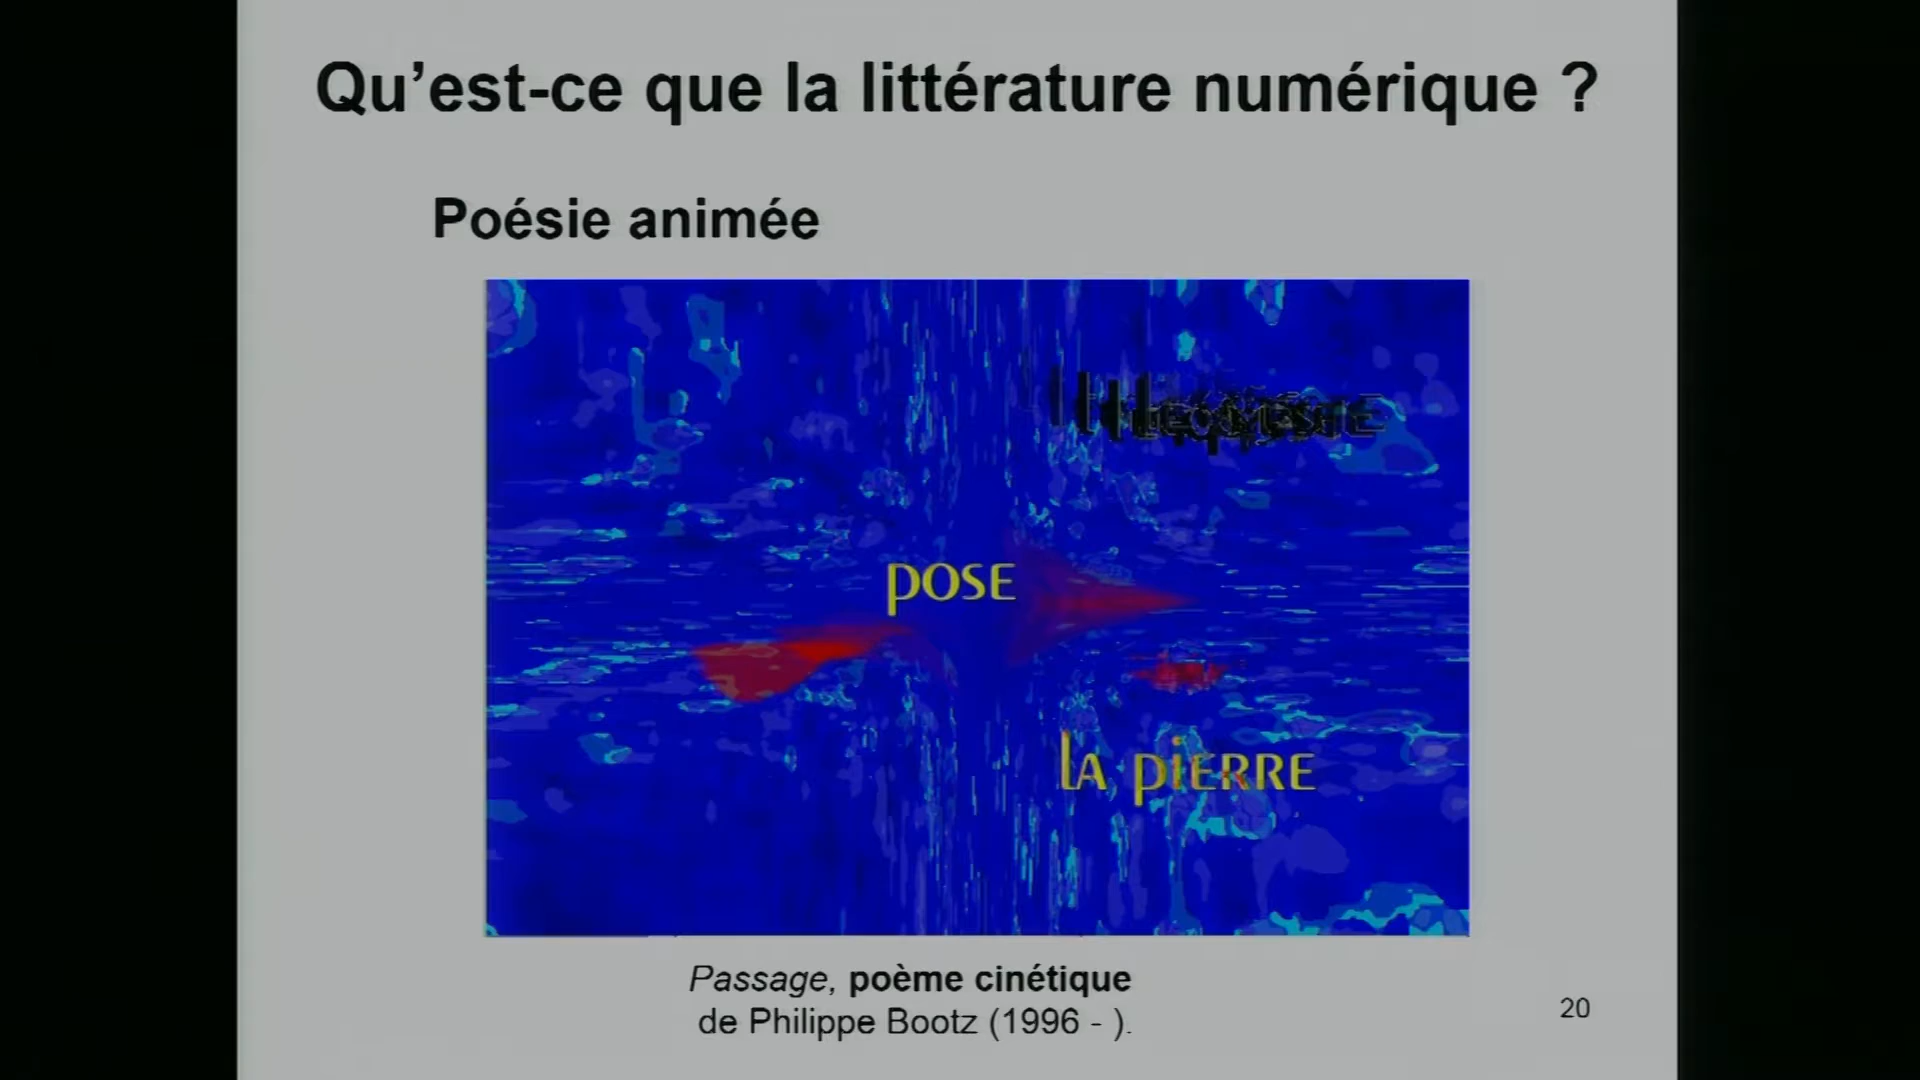 Qu’est-ce que la littérature numérique ?
Poésie animée
pose
la pierre
Passage, poème cinétique
de Philippe Bootz (1996 - ).
20